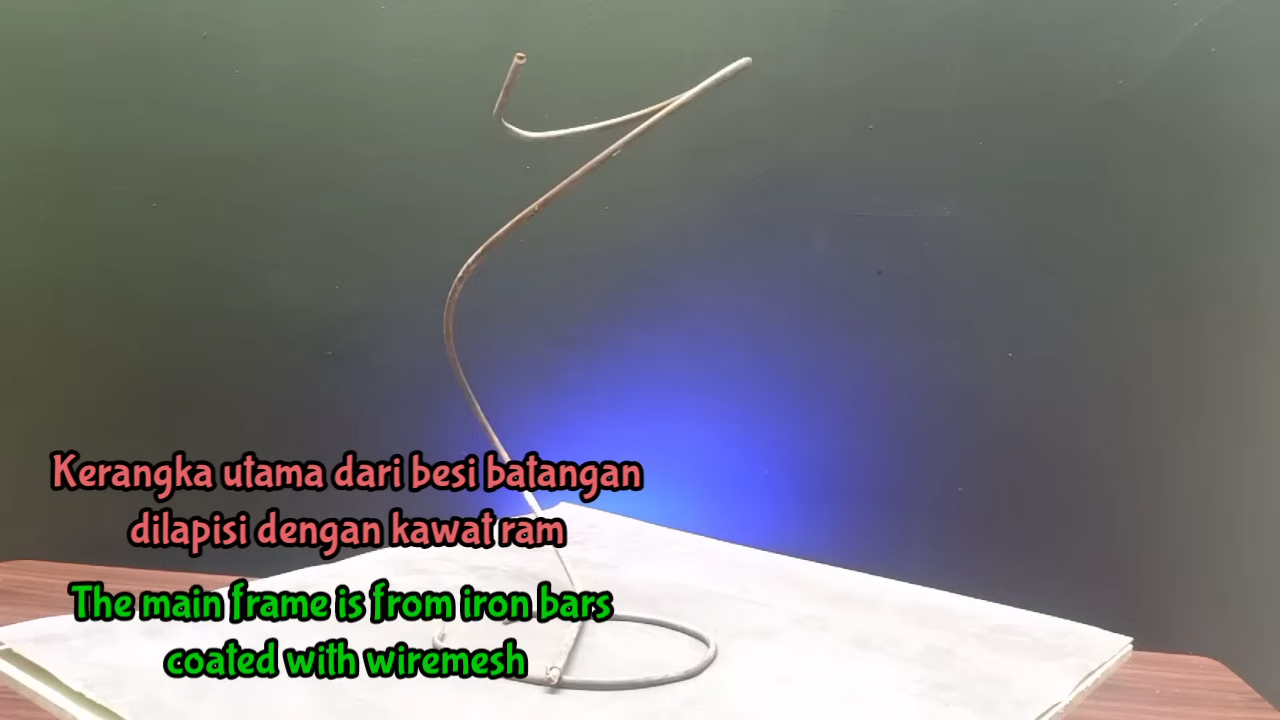 Kerangka utama dari besi batangan
dilapisi dengan kawat ram
The main frame is from iron bars
coated with wiremesh